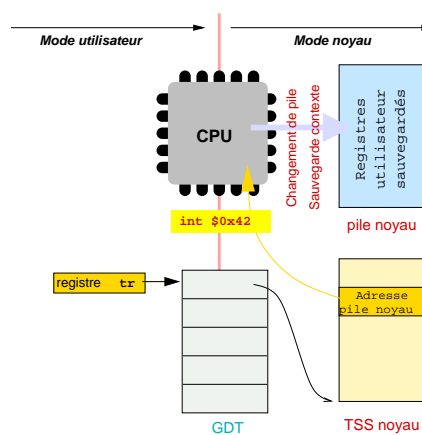 Mode utilisateur
Mode noyau
CPU
Changement de pile
Sauvegarde contexte
Registres
utilisateur
sauvegardés
int $0x42
pile noyau
registre tr
Adresse
pile noyau
GDT
TSS noyau